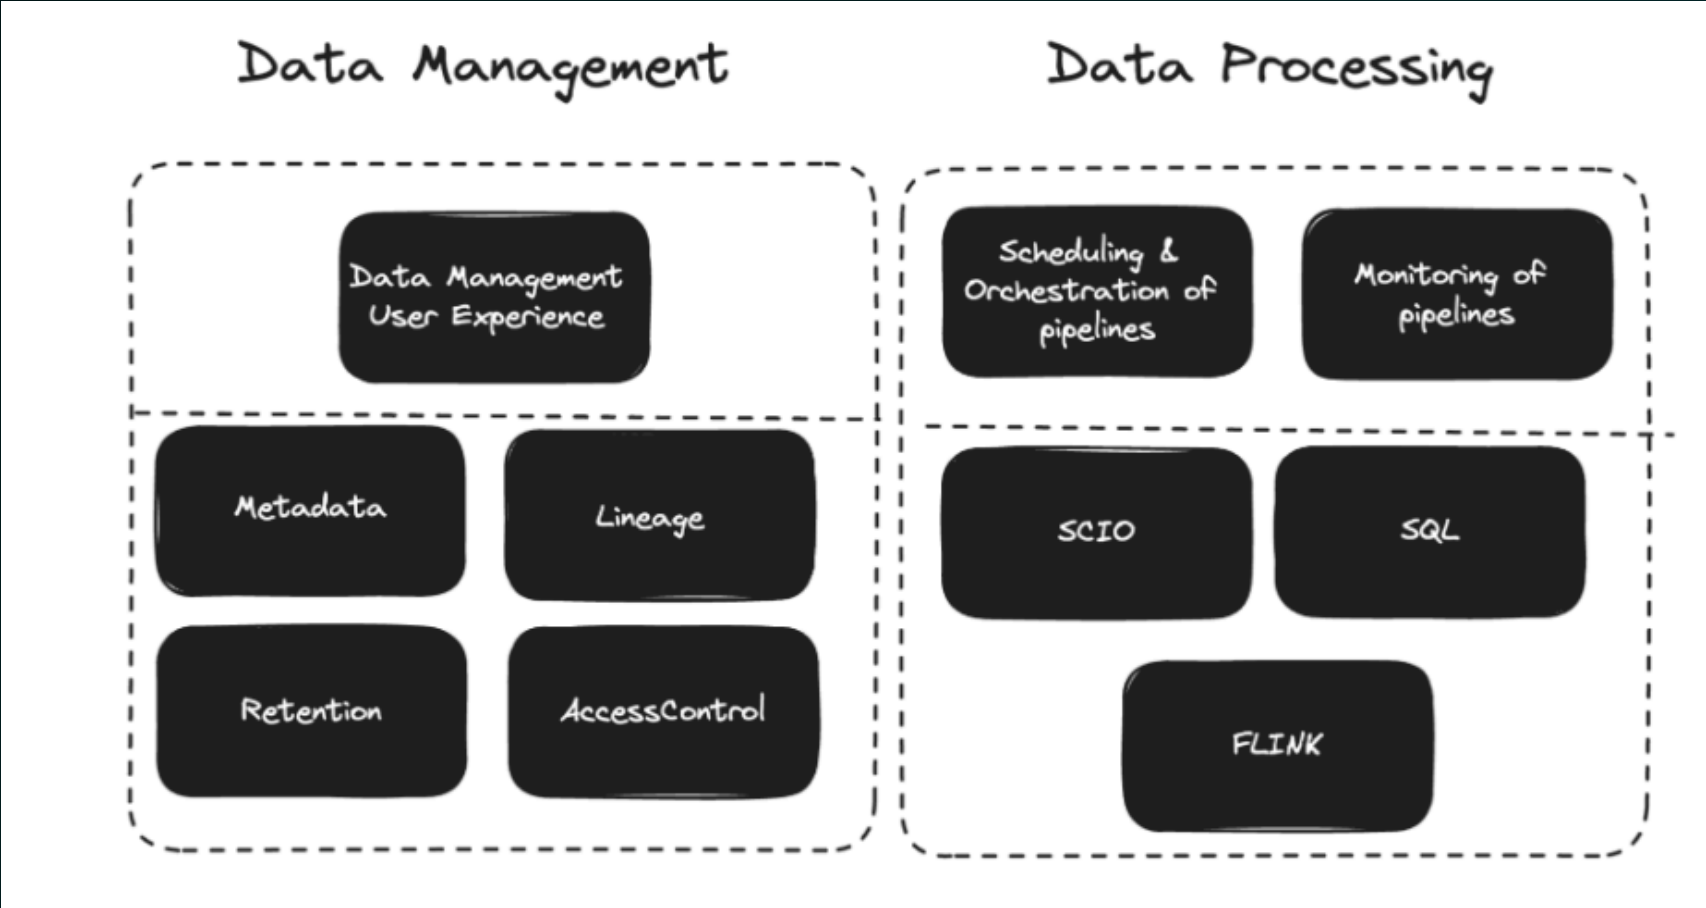 Data Management
Data Management
User Experience
Metadata
Lineage
Retention
AccessControl
Data Processing
Scheduling &
Orchestration of
pipelines
Monitoring of
pipelines
SCIO
SQL
FLINK